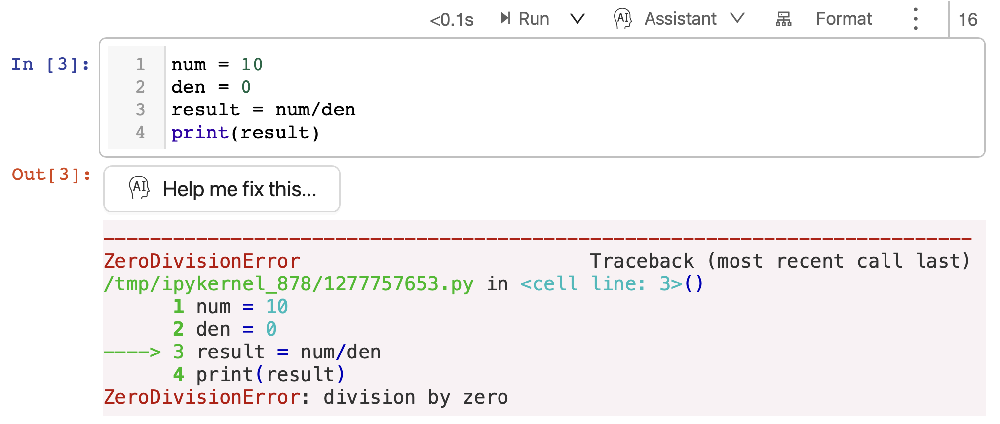 <0.1s Run AI Assistant Format 16
In [3]:
1 num = 10
2 den = 0
3 result = num/den
4 print(result)
Out[3]:
AI Help me fix this...
---------------------------------------------------------------------------
ZeroDivisionError                         Traceback (most recent call last)
/tmp/ipykernel_878/1277757653.py in <cell line: 3>()
      1 num = 10
      2 den = 0
----> 3 result = num/den
      4 print(result)
ZeroDivisionError: division by zero